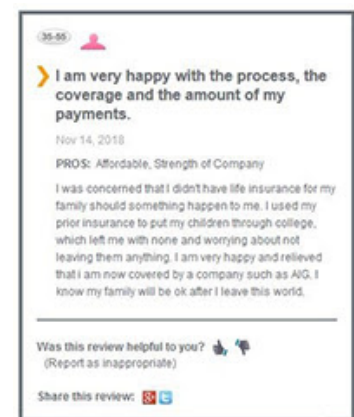 35-55
I am very happy with the process, the
coverage and the amount of my
payments.
Nov 14, 2018
PROS: Affordable, Strength of Company
I was concerned that I didn't have life insurance for my
family should something happen to me. I used my
prior insurance to put my children through college,
which left me with none and worrying about not
leaving them anything. I am very happy and relieved
that i am now covered by a company such as AIG. I
know my family will be ok after I leave this world.
Was this review helpful to you?
(Report as inappropriate)
Share this review: